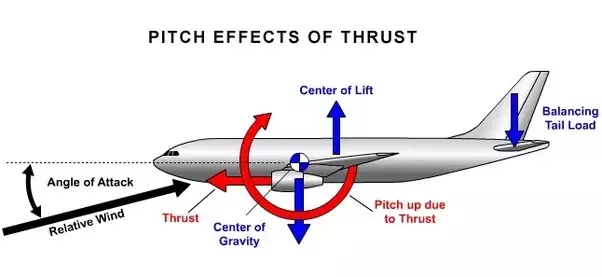 PITCH EFFECTS OF THRUST
Center of Lift
Balancing
Tail Load
Angle of Attack
Relative Wind
Thrust
Center of
Gravity
Pitch up due
to Thrust